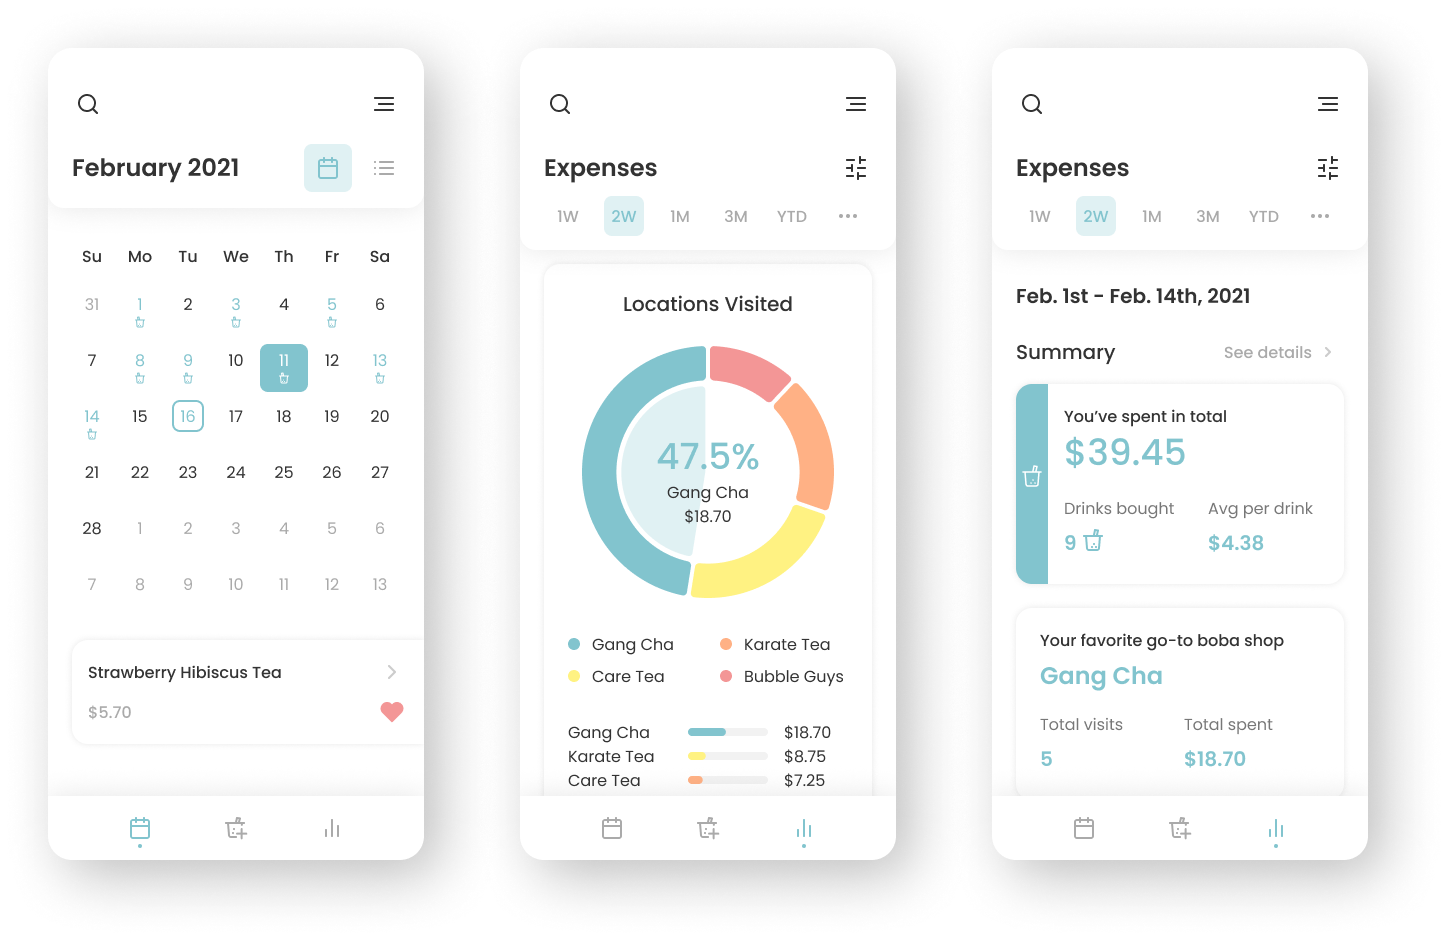 February 2021
Su Mo Tu We Th Fr Sa
31 1 2 3 4 5 6
7 8 9 10 11 12 13
14 15 16 17 18 19 20
21 22 23 24 25 26 27
28 1 2 3 4 5 6
7 8 9 10 11 12 13
Strawberry Hibiscus Tea
$5.70
Expenses
1W 2W 1M 3M YTD
Locations Visited
47.5%
Gang Cha
$18.70
Gang Cha Karate Tea
Care Tea Bubble Guys
Gang Cha $18.70
Karate Tea $8.75
Care Tea $7.25
Expenses
1W 2W 1M 3M YTD
Feb. 1st - Feb. 14th, 2021
Summary See details
You’ve spent in total
$39.45
Drinks bought Avg per drink
9 $4.38
Your favorite go-to boba shop
Gang Cha
Total visits Total spent
5 $18.70